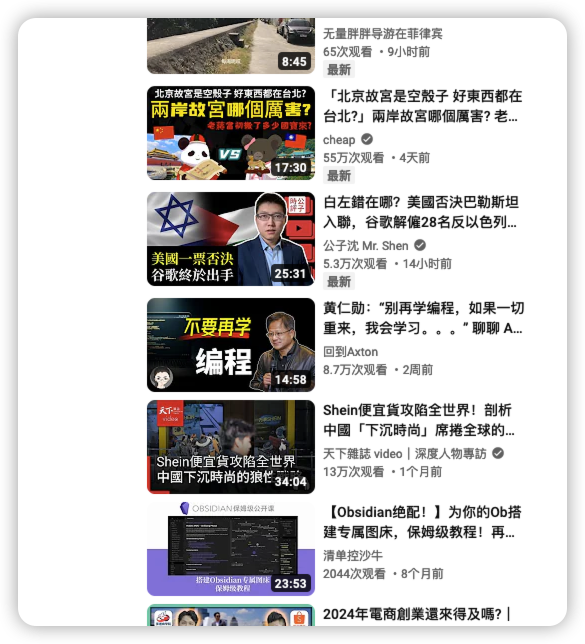 无量胖胖导游在菲律宾
65次观看 • 9小时前
最新
8:45
北京故宮是空殼子 好東西都在台北?
兩岸故宮哪個厲害?
老蔣當初搬了多少國寶來?
VS
17:30
「北京故宮是空殼子 好東西都在
台北?」兩岸故宮哪個厲害? 老...
cheap
55万次观看 • 4天前
最新
公子
時評
美國一票否決
谷歌終於出手
25:31
白左錯在哪？美國否決巴勒斯坦
入聯，谷歌解僱28名反以色列...
公子沈 Mr. Shen
5.3万次观看 • 14小时前
最新
不要再学
编程
14:58
黄仁勋：“别再学编程，如果一切
重来，我会学习。。。” 聊聊 A...
回到Axton
8.7万次观看 • 2周前
天下
video
Shein便宜貨攻陷全世界
中國下沉時尚的狼性
34:04
Shein便宜貨攻陷全世界！剖析
中國「下沉時尚」席捲全球的...
天下雜誌 video｜深度人物專訪
13万次观看 • 1个月前
OBSIDIAN保姆级公开课
搭建Obsidian专属图床
保姆级教程
23:53
【Obsidian绝配！】为你的Ob搭
建专属图床，保姆级教程！再...
清单控沙牛
2044次观看 • 8个月前
2024年電商創業還來得及嗎?｜